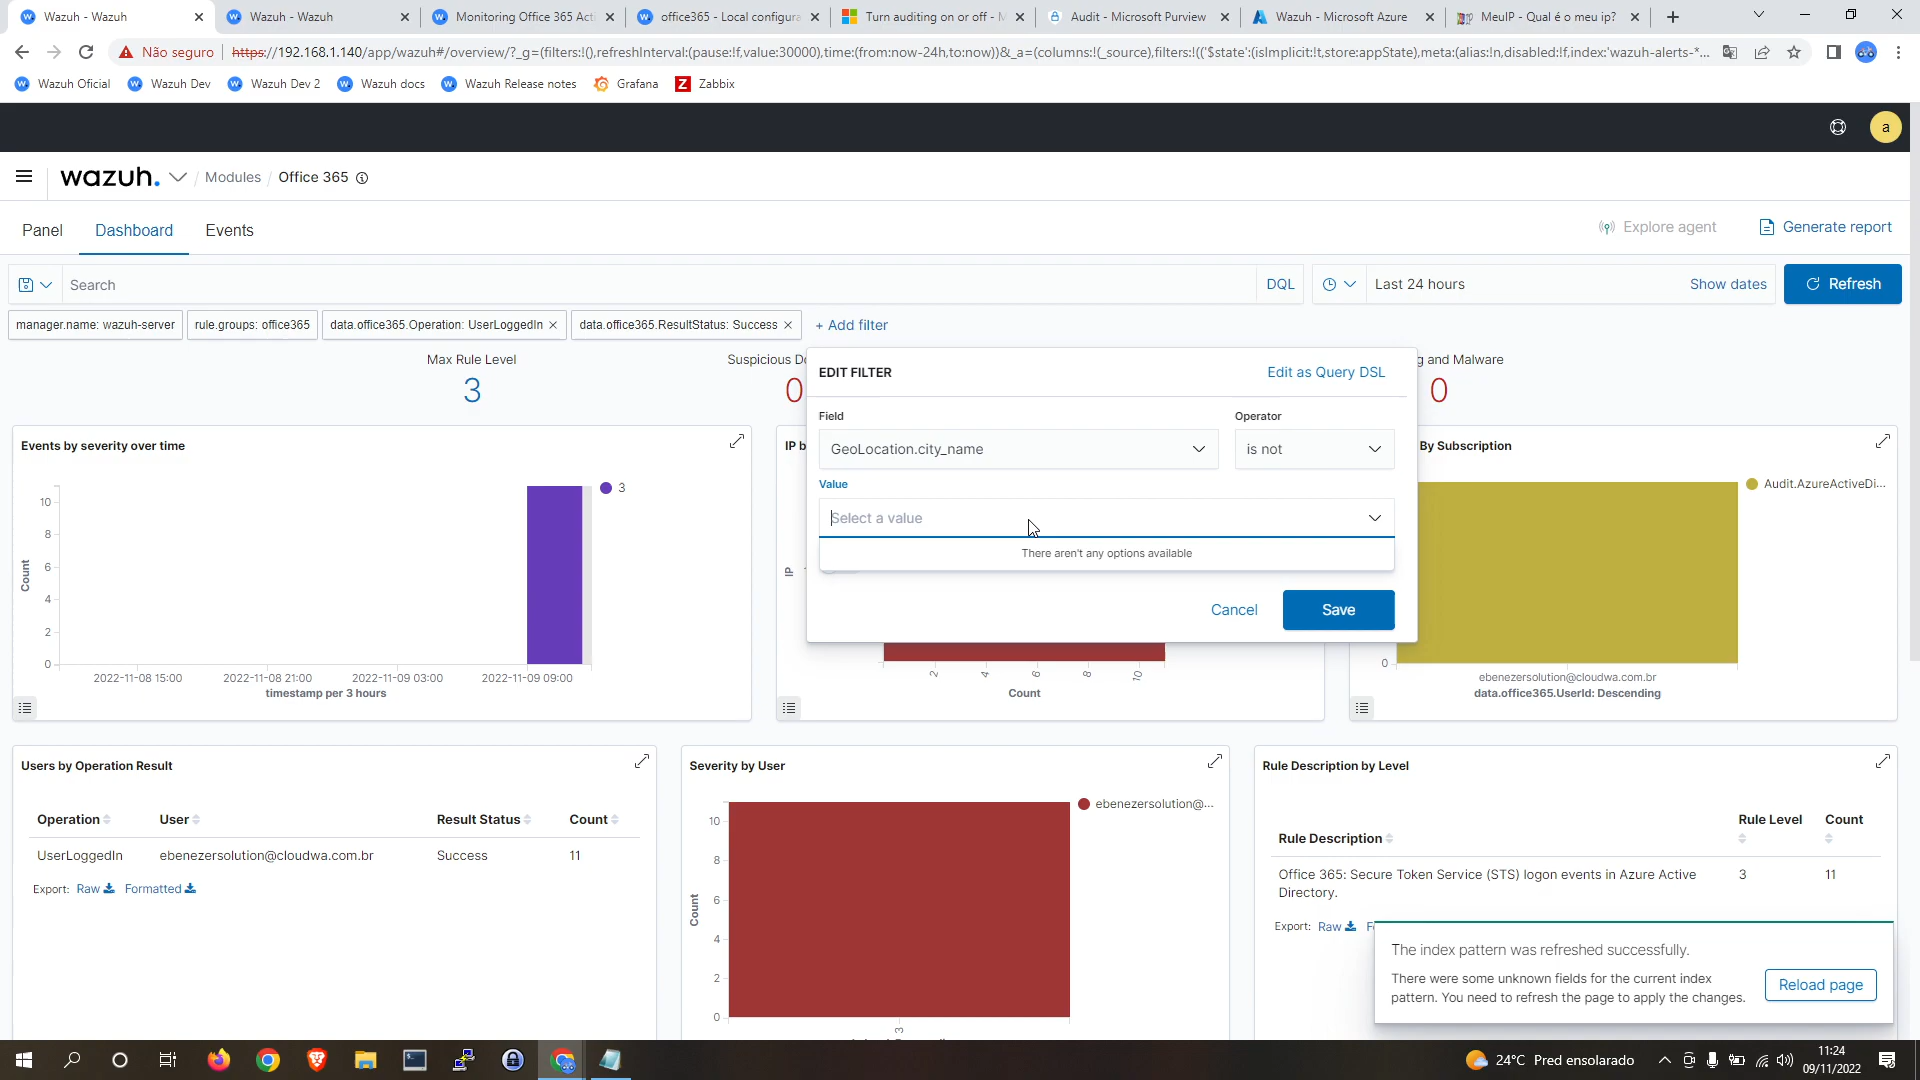 Wazuh - Wazuh
Wazuh - Wazuh
Monitoring Office 365 Acti
office365 - Local configura
Turn auditing on or off - M
Audit - Microsoft Purview
Wazuh - Microsoft Azure
MeuIP - Qual é o meu ip?
Não seguro
https://192.168.1.140/app/wazuh#/overview/?_g=(filters:!(),refreshInterval:(pause:!f,value:30000),time:(from:now-24h,to:now))&_a=(columns:!(_source),filters:!(('$state':(isImplicit:!t,store:appState),meta:(alias:!n,disabled:!f,index:'wazuh-alerts-*...
Wazuh Oficial
Wazuh Dev
Wazuh Dev 2
Wazuh docs
Wazuh Release notes
Grafana
Zabbix
a
wazuh.
/ Modules / Office 365
Panel
Dashboard
Events
Explore agent
Generate report
Search
DQL
Last 24 hours
Show dates
Refresh
manager.name: wazuh-server
rule.groups: office365
data.office365.Operation: UserLoggedIn
data.office365.ResultStatus: Success
+ Add filter
Max Rule Level
3
Suspicious Do
0
g and Malware
0
EDIT FILTER
Edit as Query DSL
Field
Operator
GeoLocation.city_name
is not
Value
Select a value
There aren't any options available
Cancel
Save
Events by severity over time
10
8
6
4
2
0
Count
3
2022-11-08 15:00
2022-11-08 21:00
2022-11-09 03:00
2022-11-09 09:00
timestamp per 3 hours
IP b
IP
2
4
6
8
10
Count
By Subscription
Audit.AzureActiveDi...
0
ebenezersolution@cloudwa.com.br
data.office365.UserId: Descending
Users by Operation Result
Operation
User
Result Status
Count
UserLoggedIn
ebenezersolution@cloudwa.com.br
Success
11
Export: Raw Formatted
Severity by User
10
8
6
4
2
0
Count
3
ebenezersolution@...
Rule Description by Level
Rule Description
Rule Level
Count
Office 365: Secure Token Service (STS) logon events in Azure Active
Directory.
3
11
Export: Raw F
The index pattern was refreshed successfully.
There were some unknown fields for the current index
pattern. You need to refresh the page to apply the changes.
Reload page
24°C Pred ensolarado
11:24
09/11/2022